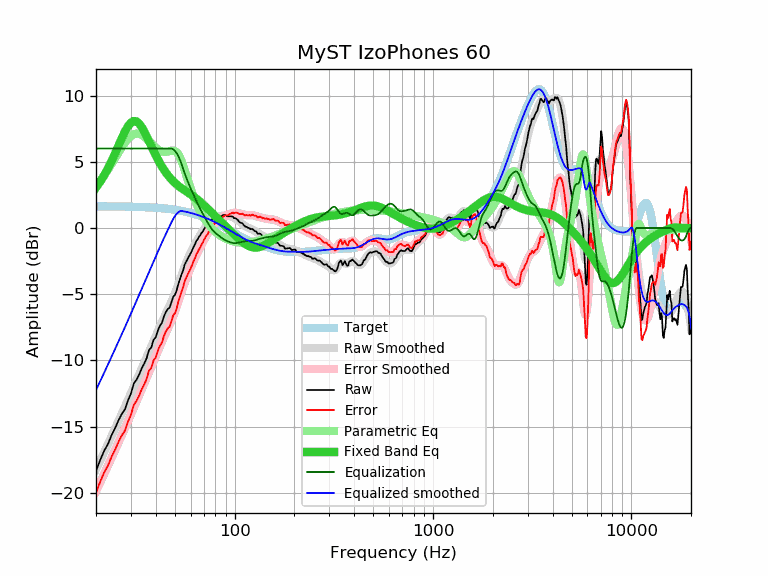 MyST IzoPhones 60
10
5
0
−5
−10
−15
−20
Amplitude (dBr)
Target
Raw Smoothed
Error Smoothed
Raw
Error
Parametric Eq
Fixed Band Eq
Equalization
Equalized smoothed
100
1000
10000
Frequency (Hz)